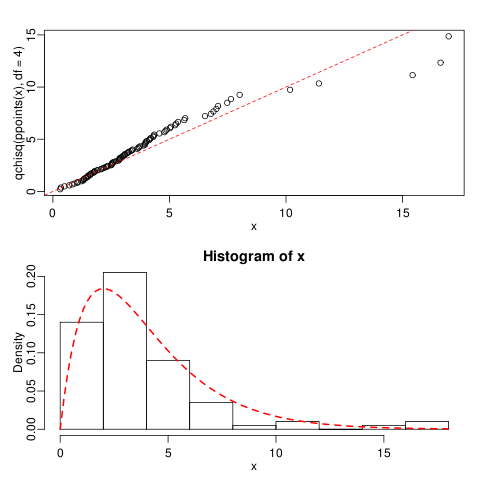 qchisq(ppoints(x), df = 4)
15
10
5
0
0 5 10 15
x
Histogram of x
Density
0.20
0.15
0.10
0.05
0.00
0 5 10 15
x